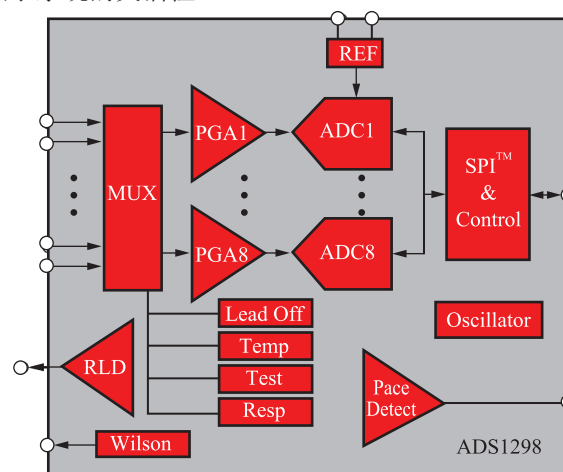 REF
PGA1
ADC1
MUX
SPI™
&
Control
PGA8
ADC8
Lead Off
Oscillator
Temp
RLD
Test
Pace
Detect
Resp
Wilson
ADS1298